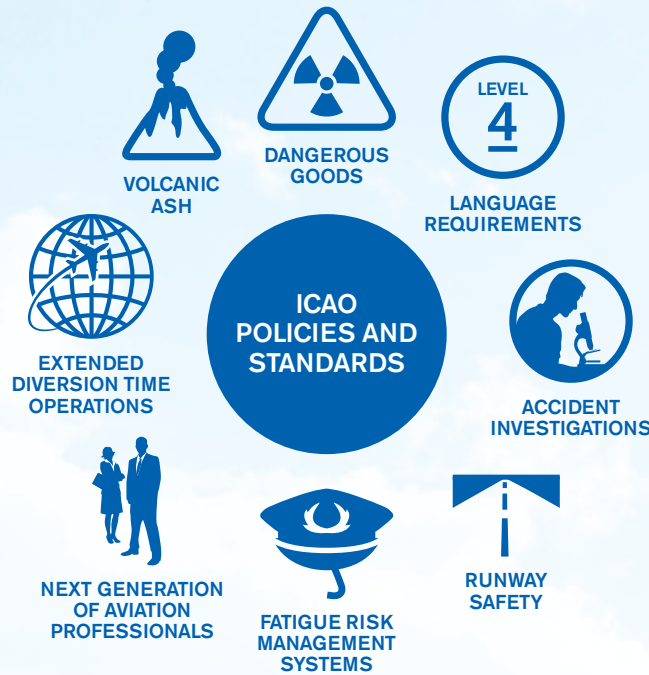 VOLCANIC
ASH
DANGEROUS
GOODS
LEVEL
4
LANGUAGE
REQUIREMENTS
EXTENDED
DIVERSION TIME
OPERATIONS
ICAO
POLICIES AND
STANDARDS
ACCIDENT
INVESTIGATIONS
NEXT GENERATION
OF AVIATION
PROFESSIONALS
FATIGUE RISK
MANAGEMENT
SYSTEMS
RUNWAY
SAFETY